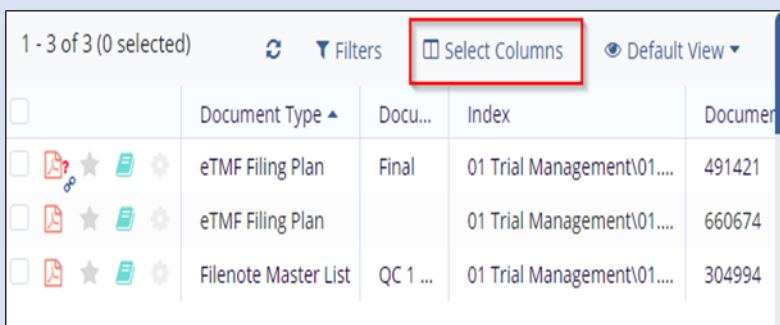 1 - 3 of 3 (0 selected) Filters Select Columns Default View
Document Type Docu... Index Documen
? eTMF Filing Plan Final 01 Trial Management\01.... 491421
eTMF Filing Plan 01 Trial Management\01.... 660674
Filenote Master List QC 1 ... 01 Trial Management\01.... 304994